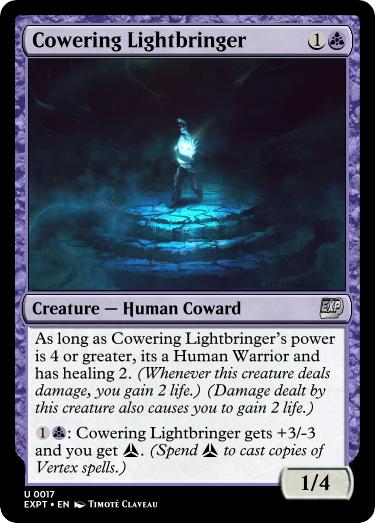 Cowering Lightbringer 1
EXP
Creature — Human Coward
As long as Cowering Lightbringer's power
is 4 or greater, its a Human Warrior and
has healing 2. (Whenever this creature deals
damage, you gain 2 life.) (Damage dealt by
this creature also causes you to gain 2 life.)
1: Cowering Lightbringer gets +3/-3
and you get . (Spend to cast copies of
Vertex spells.)
1/4
U 0017
EXPT • EN Timoté Claveau